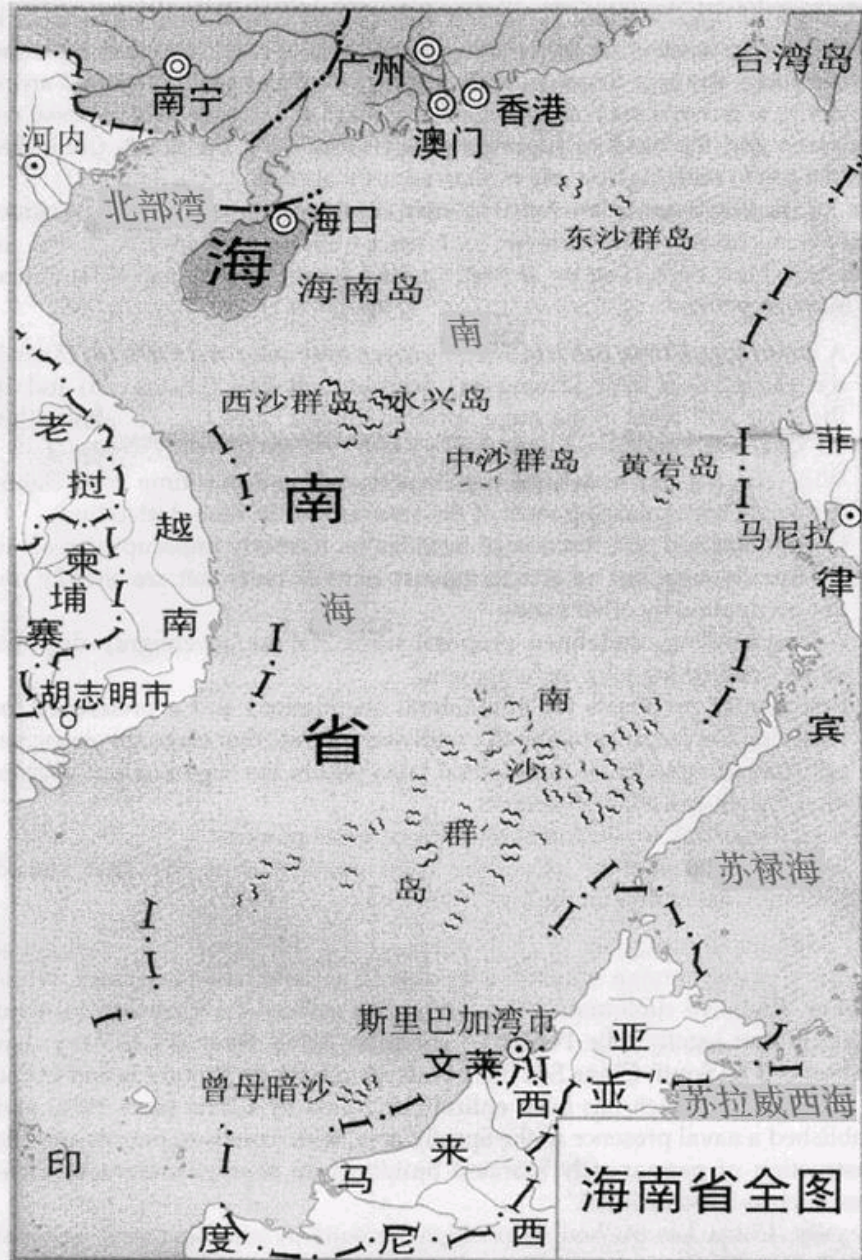 台湾岛
南宁
广州
香港
澳门
河内
北部湾
海口
东沙群岛
海南岛
海南省
南海
西沙群岛
永兴岛
中沙群岛
黄岩岛
马尼拉
老挝
越南
柬埔寨
胡志明市
菲律宾
南沙群岛
苏禄海
斯里巴加湾市
文莱
曾母暗沙
马来西亚
西亚
苏拉威西海
印度尼西
海南省全图